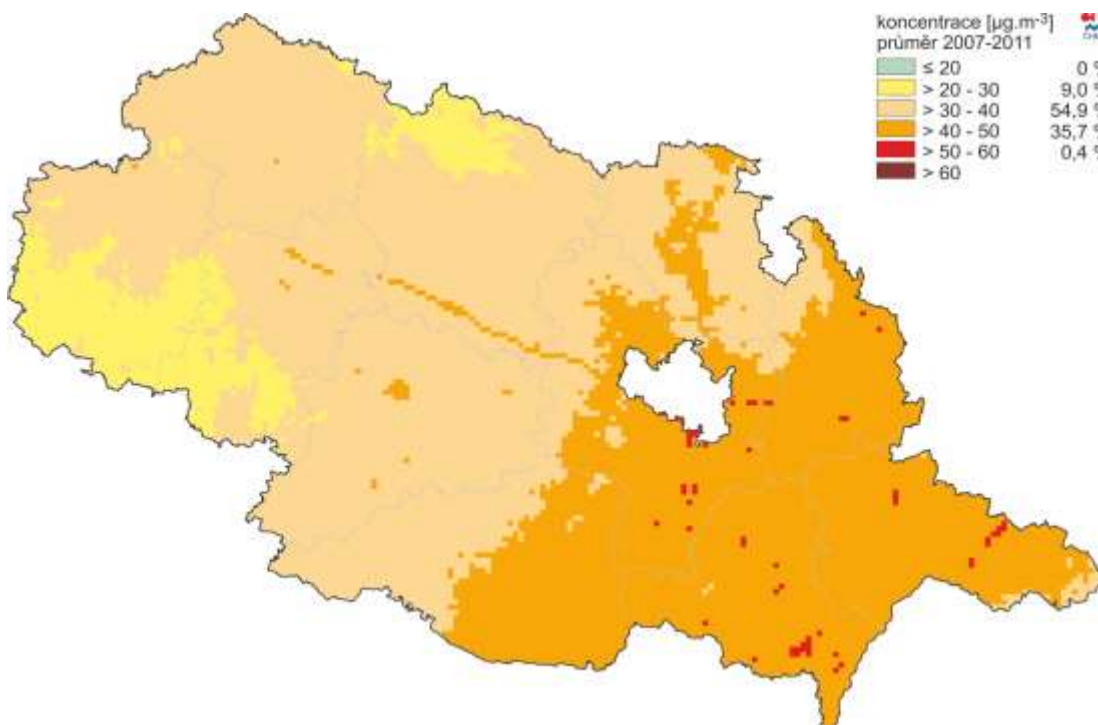 koncentrace [µg.m⁻³]
průměr 2007-2011
≤ 20 0 %
> 20 - 30 9,0 %
> 30 - 40 54,9 %
> 40 - 50 35,7 %
> 50 - 60 0,4 %
> 60